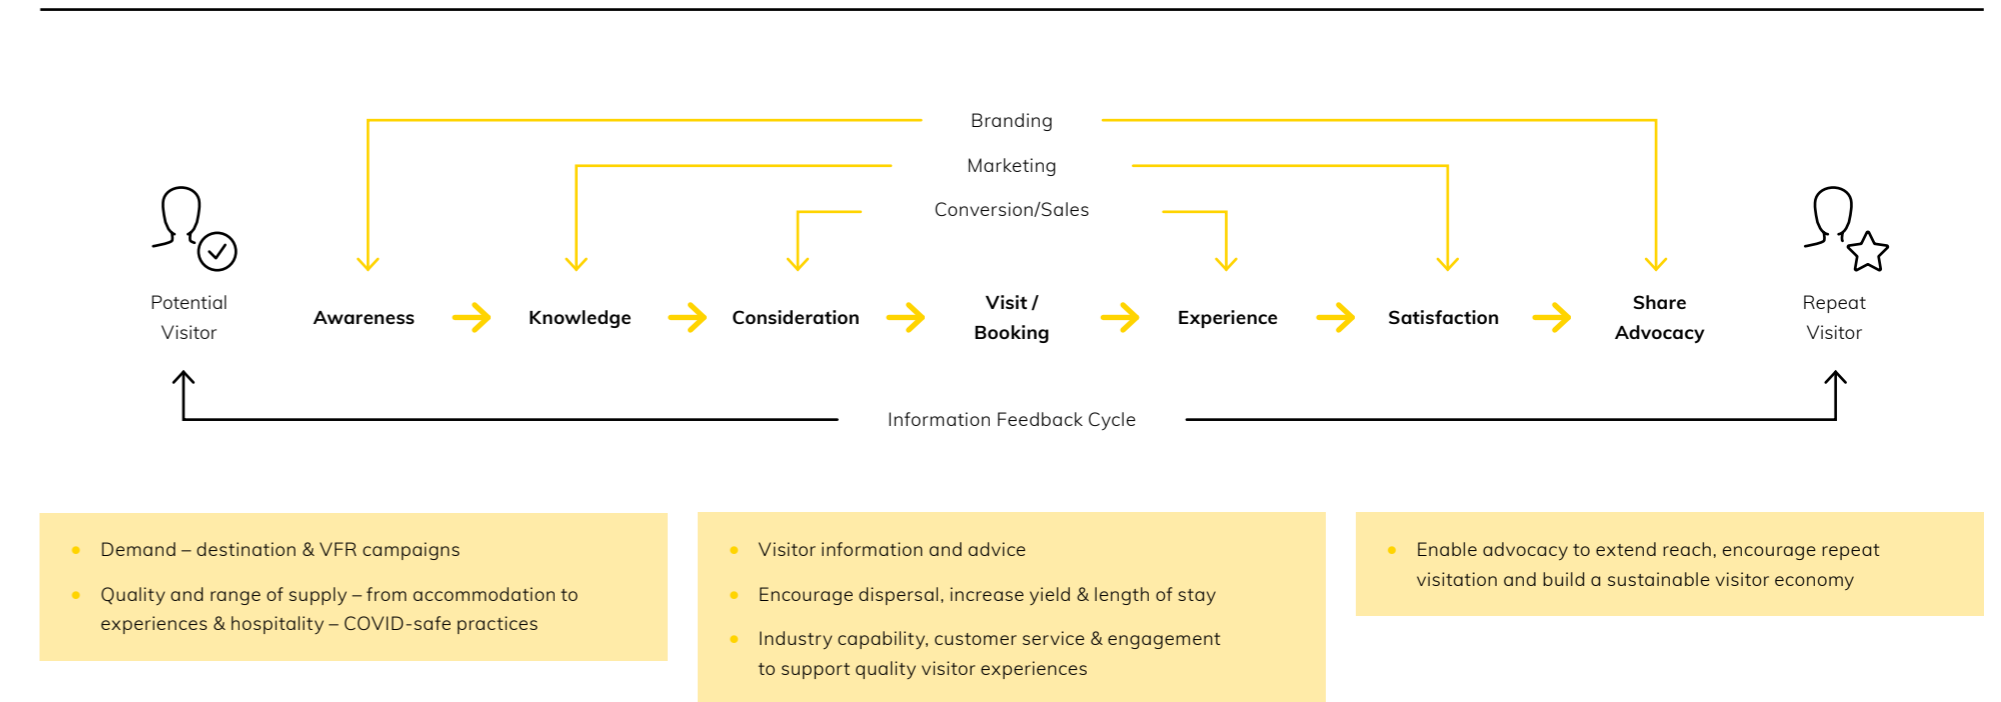 Branding
Marketing
Conversion/Sales
Potential
Visitor
Awareness
Knowledge
Consideration
Visit /
Booking
Experience
Satisfaction
Share
Advocacy
Repeat
Visitor
Information Feedback Cycle
Demand – destination & VFR campaigns
Quality and range of supply – from accommodation to
experiences & hospitality – COVID-safe practices
Visitor information and advice
Encourage dispersal, increase yield & length of stay
Industry capability, customer service & engagement
to support quality visitor experiences
Enable advocacy to extend reach, encourage repeat
visitation and build a sustainable visitor economy